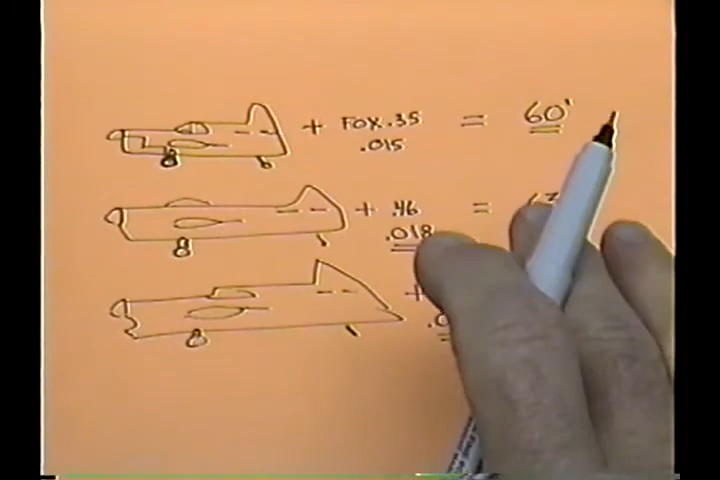 + FOX .35 = 60'
.015
+ .46 =
.018
+